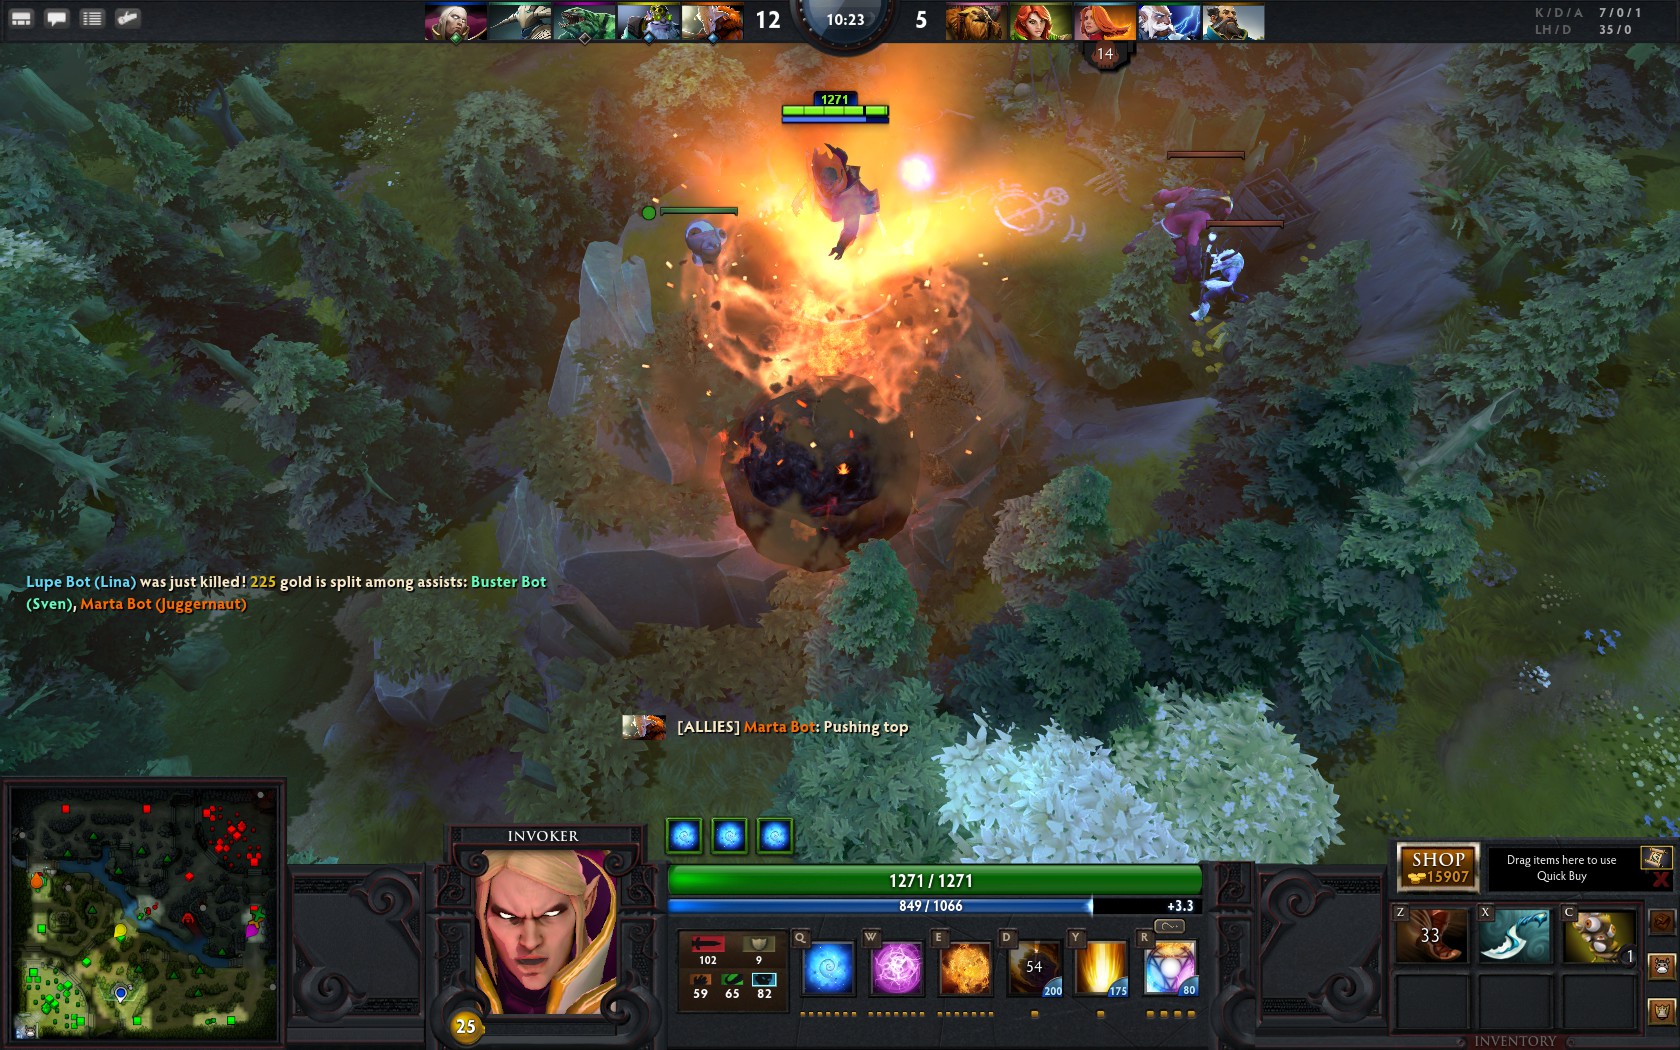 12
10:23
5
K / D / A 7 / 0 / 1
LH / D 35 / 0
14
1271
Lupe Bot (Lina) was just killed! 225 gold is split among assists: Buster Bot
(Sven), Marta Bot (Juggernaut)
[ALLIES] Marta Bot: Pushing top
INVOKER
25
1271 / 1271
849 / 1066
+3.3
102
9
59
65
82
Q
W
E
D
54
200
Y
175
R
80
SHOP
15907
Drag items here to use
Quick Buy
Z
33
X
C
1
INVENTORY